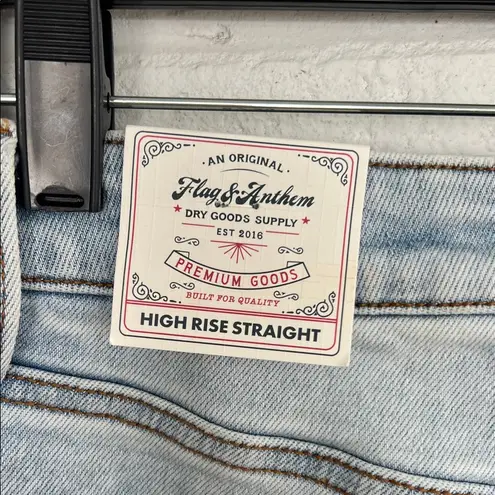 AN ORIGINAL
Flag & Anthem
DRY GOODS SUPPLY
EST 2016
PREMIUM GOODS
BUILT FOR QUALITY
HIGH RISE STRAIGHT